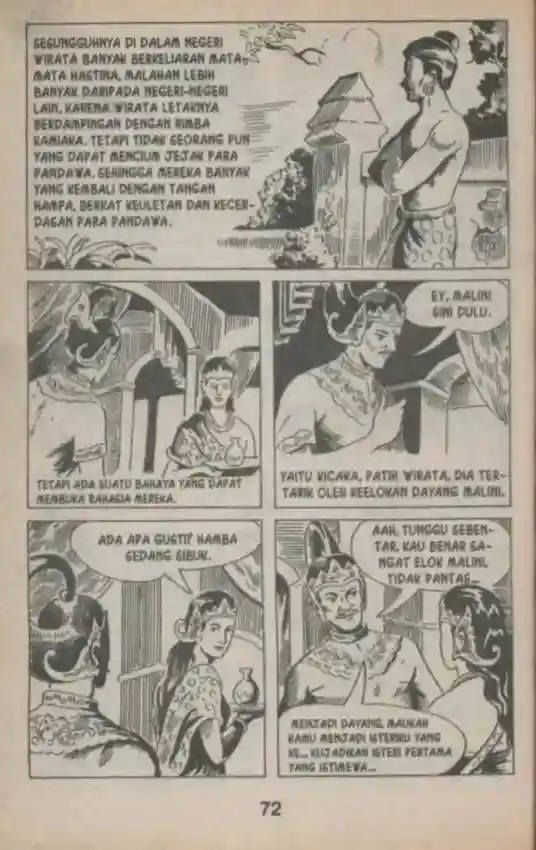 SESUNGGUHNYA DI DALAM NEGERI
WIRATA BANYAK BERKELIARAN MATA-
MATA HASTINA, MALAHAN LEBIH
BANYAK DARIPADA NEGERI-NEGERI
LAIN, KARENA WIRATA LETAKNYA
BERDAMPINGAN DENGAN RIMBA
KAMIAKA. TETAPI TIDAK SEORANG PUN
YANG DAPAT MENCIUM JEJAK PARA
PANDAWA, SEHINGGA MEREKA BANYAK
YANG KEMBALI DENGAN TANGAN
HAMPA, BERKAT KEULETAN DAN KECER-
DASAN PARA PANDAWA.
TETAPI ADA SUATU BAHAYA YANG DAPAT
MEMBUKA RAHASIA MEREKA.
EY, MALINI
SINI DULU.
YAITU KICAKA, PATIH WIRATA, DIA TER-
TARIK OLEH KEELOKAN DAYANG MALINI.
ADA APA GUSTI? HAMBA
SEDANG SIBUK.
AAH, TUNGGU SEBEN-
TAR, KAU BENAR SA-
NGAT ELOK MALINI,
TIDAK PANTAS...
MENJADI DAYANG, MAUKAH
KAMU MENJADI ISTERIKU YANG
KE... KUJADIKAN ISTERI PERTAMA
YANG ISTIMEWA...
72